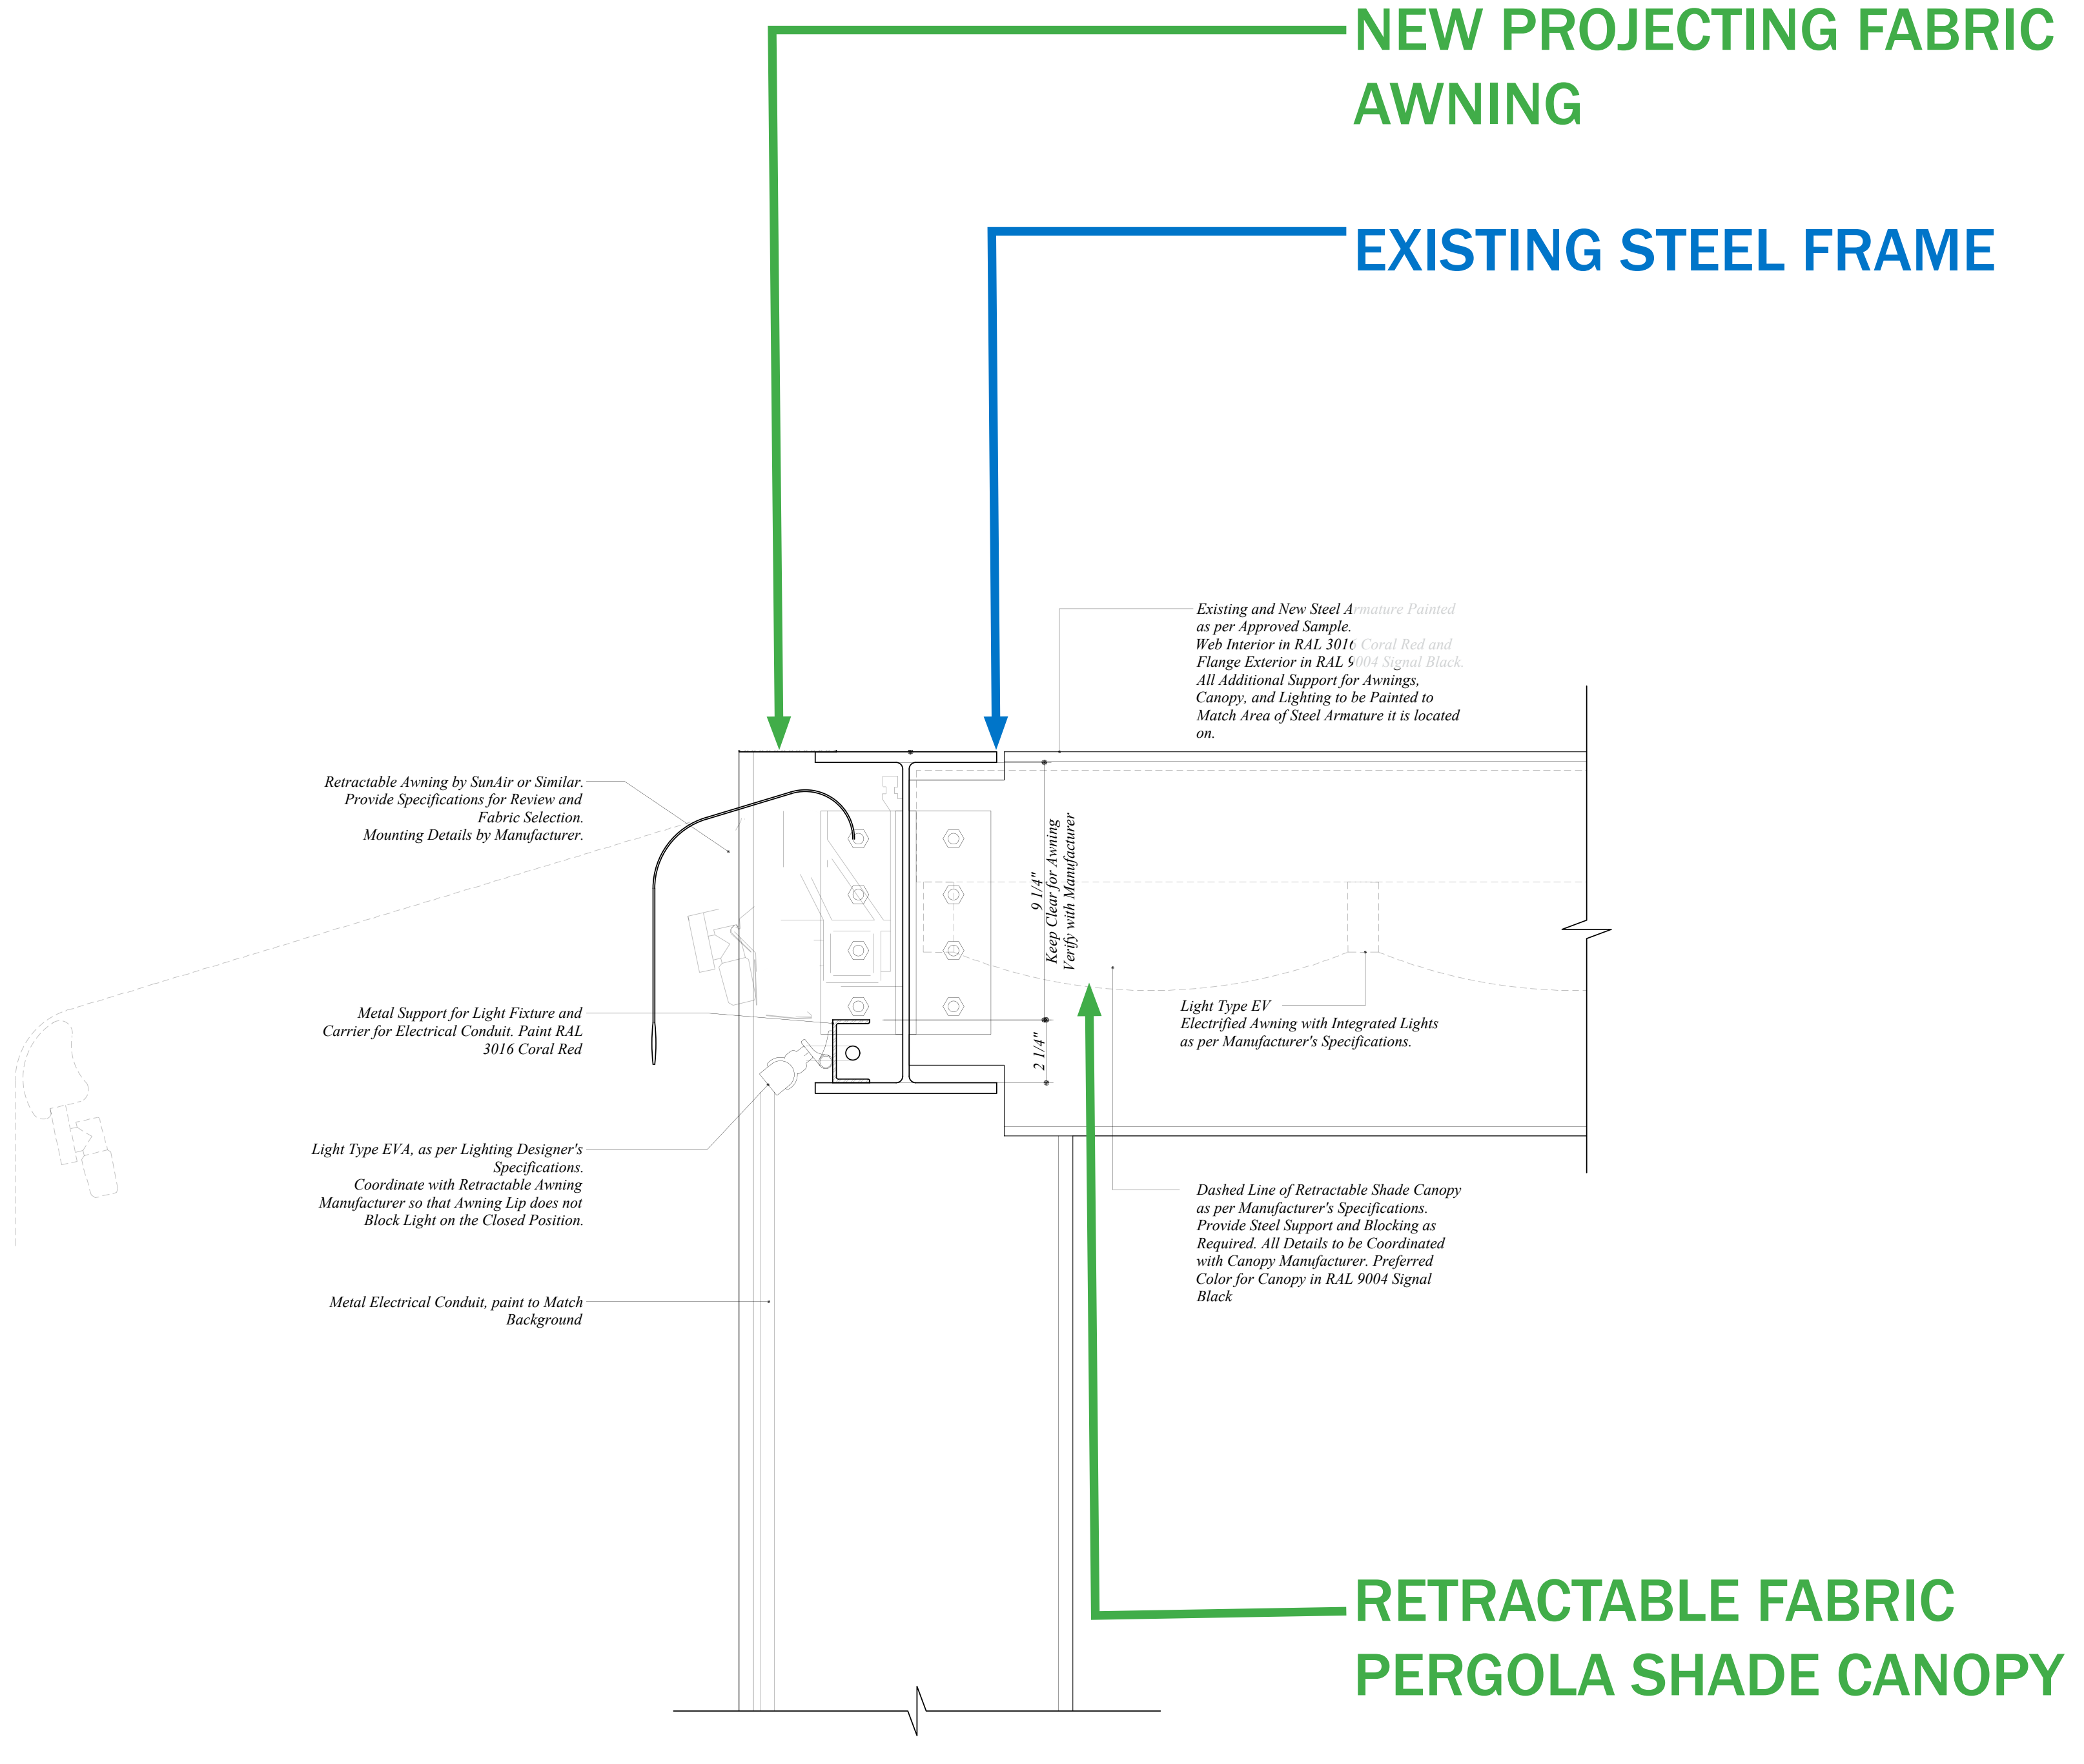 NEW PROJECTING FABRIC
AWNING
EXISTING STEEL FRAME
Existing and New Steel Armature Painted
as per Approved Sample.
Web Interior in RAL 3016 Coral Red and
Flange Exterior in RAL 9004 Signal Black.
All Additional Support for Awnings,
Canopy, and Lighting to be Painted to
Match Area of Steel Armature it is located
on.
Retractable Awning by SunAir or Similar.
Provide Specifications for Review and
Fabric Selection.
Mounting Details by Manufacturer.
9 1/4"
Keep Clear for Awning
Verify with Manufacturer
2 1/4"
Metal Support for Light Fixture and
Carrier for Electrical Conduit. Paint RAL
3016 Coral Red
Light Type EV
Electrified Awning with Integrated Lights
as per Manufacturer's Specifications.
Light Type EVA, as per Lighting Designer's
Specifications.
Coordinate with Retractable Awning
Manufacturer so that Awning Lip does not
Block Light on the Closed Position.
Dashed Line of Retractable Shade Canopy
as per Manufacturer's Specifications.
Provide Steel Support and Blocking as
Required. All Details to be Coordinated
with Canopy Manufacturer. Preferred
Color for Canopy in RAL 9004 Signal
Black
Metal Electrical Conduit, paint to Match
Background
RETRACTABLE FABRIC
PERGOLA SHADE CANOPY